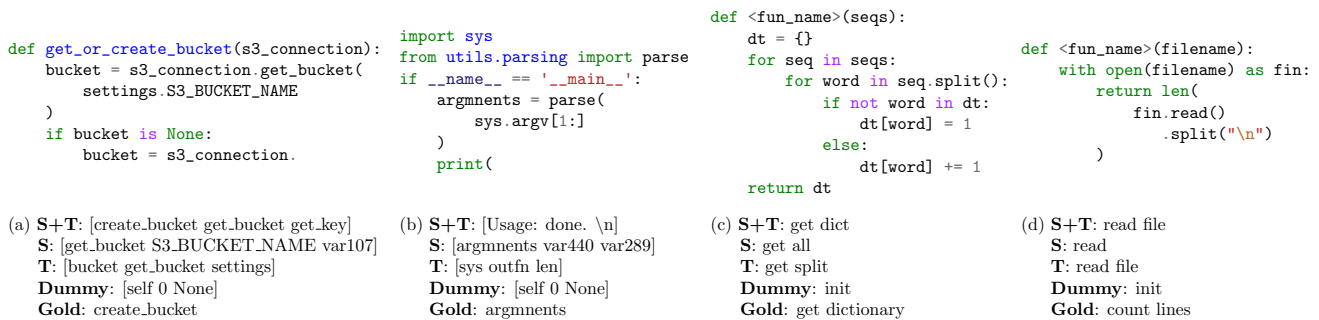 def get_or_create_bucket(s3_connection):
    bucket = s3_connection.get_bucket(
        settings.S3_BUCKET_NAME
    )
    if bucket is None:
        bucket = s3_connection.
(a) S+T: [create_bucket get_bucket get_key]
S: [get_bucket S3_BUCKET_NAME var107]
T: [bucket get_bucket settings]
Dummy: [self 0 None]
Gold: create_bucket
import sys
from utils.parsing import parse
if __name__ == '__main__':
    argmnents = parse(
        sys.argv[1:]
    )
    print(
(b) S+T: [Usage: done. \n]
S: [argmnents var440 var289]
T: [sys outfn len]
Dummy: [self 0 None]
Gold: argmnents
def <fun_name>(seqs):
    dt = {}
    for seq in seqs:
        for word in seq.split():
            if not word in dt:
                dt[word] = 1
            else:
                dt[word] += 1
    return dt
(c) S+T: get dict
S: get all
T: get split
Dummy: init
Gold: get dictionary
def <fun_name>(filename):
    with open(filename) as fin:
        return len(
            fin.read()
               .split("\n")
        )
(d) S+T: read file
S: read
T: read file
Dummy: init
Gold: count lines